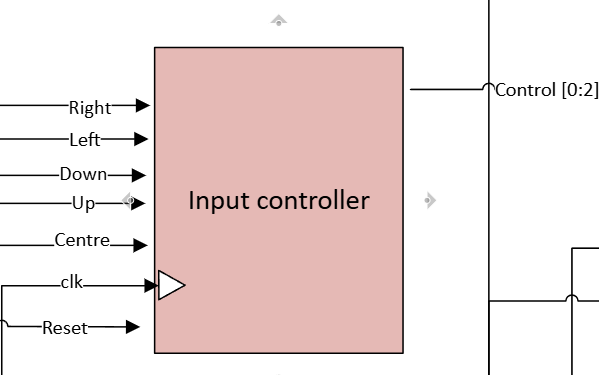 Right
Left
Down
Up
Centre
clk
Reset
Input controller
Control [0:2]